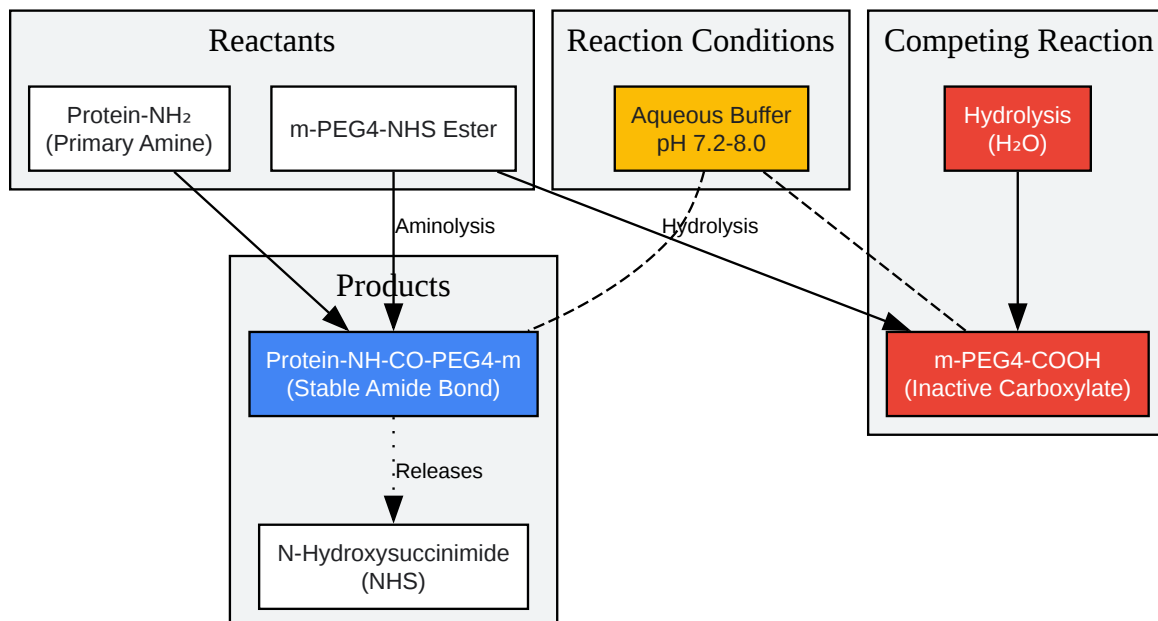 Reactants
Reaction Conditions
Competing Reaction
Protein-NH₂
(Primary Amine)
m-PEG4-NHS Ester
Aqueous Buffer
pH 7.2-8.0
Hydrolysis
(H₂O)
Aminolysis
Hydrolysis
Products
Protein-NH-CO-PEG4-m
(Stable Amide Bond)
m-PEG4-COOH
(Inactive Carboxylate)
Releases
N-Hydroxysuccinimide
(NHS)